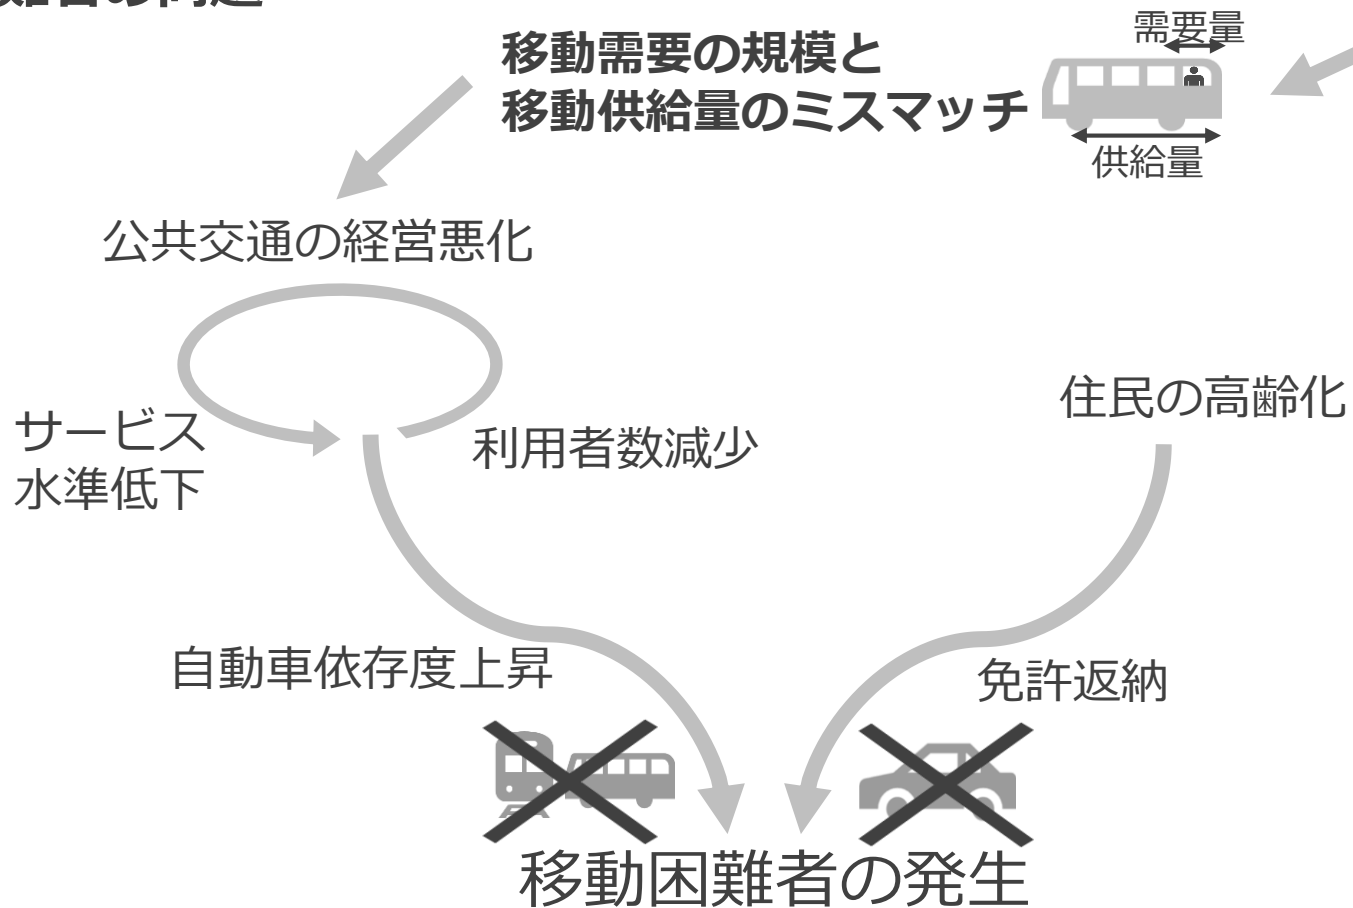 移動需要の規模と
移動供給量のミスマッチ
需要量
供給量
公共交通の経営悪化
サービス
水準低下
利用者数減少
住民の高齢化
自動車依存度上昇
免許返納
移動困難者の発生